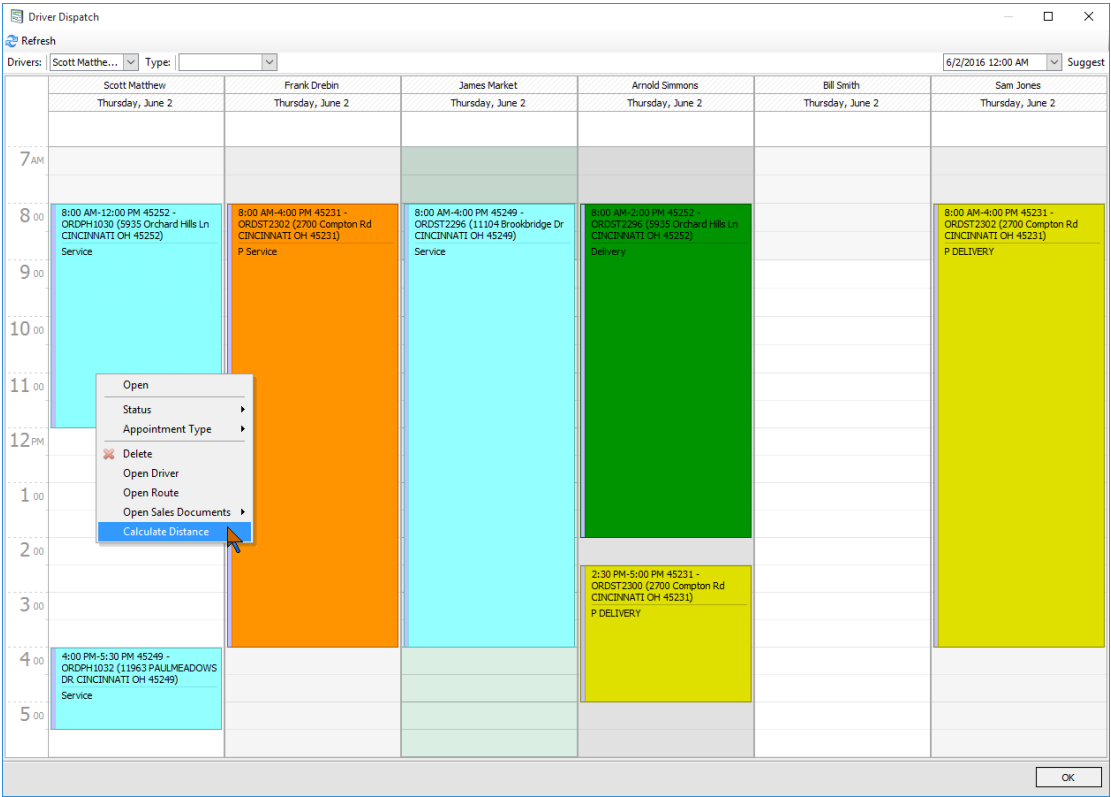 Driver Dispatch
Refresh
Drivers: Scott Matthe... Type: 6/2/2016 12:00 AM Suggest
Scott Matthew Frank Drebin James Market Arnold Simmons Bill Smith Sam Jones
Thursday, June 2 Thursday, June 2 Thursday, June 2 Thursday, June 2 Thursday, June 2 Thursday, June 2
7 AM
8 00
9 00
10 00
11 00
12 PM
1 00
2 00
3 00
4 00
5 00
8:00 AM-12:00 PM 45252 -
ORDPH1030 (5935 Orchard Hills Ln
CINCINNATI OH 45252)
Service
4:00 PM-5:30 PM 45249 -
ORDPH1032 (11963 PAULMEADOWS
DR CINCINNATI OH 45249)
Service
8:00 AM-4:00 PM 45231 -
ORDST2302 (2700 Compton Rd
CINCINNATI OH 45231)
P Service
8:00 AM-4:00 PM 45249 -
ORDST2296 (11104 Brookbridge Dr
CINCINNATI OH 45249)
Service
8:00 AM-2:00 PM 45252 -
ORDST2296 (5935 Orchard Hills Ln
CINCINNATI OH 45252)
Delivery
2:30 PM-5:00 PM 45231 -
ORDST2300 (2700 Compton Rd
CINCINNATI OH 45231)
P DELIVERY
8:00 AM-4:00 PM 45231 -
ORDST2302 (2700 Compton Rd
CINCINNATI OH 45231)
P DELIVERY
Open
Status
Appointment Type
Delete
Open Driver
Open Route
Open Sales Documents
Calculate Distance
OK